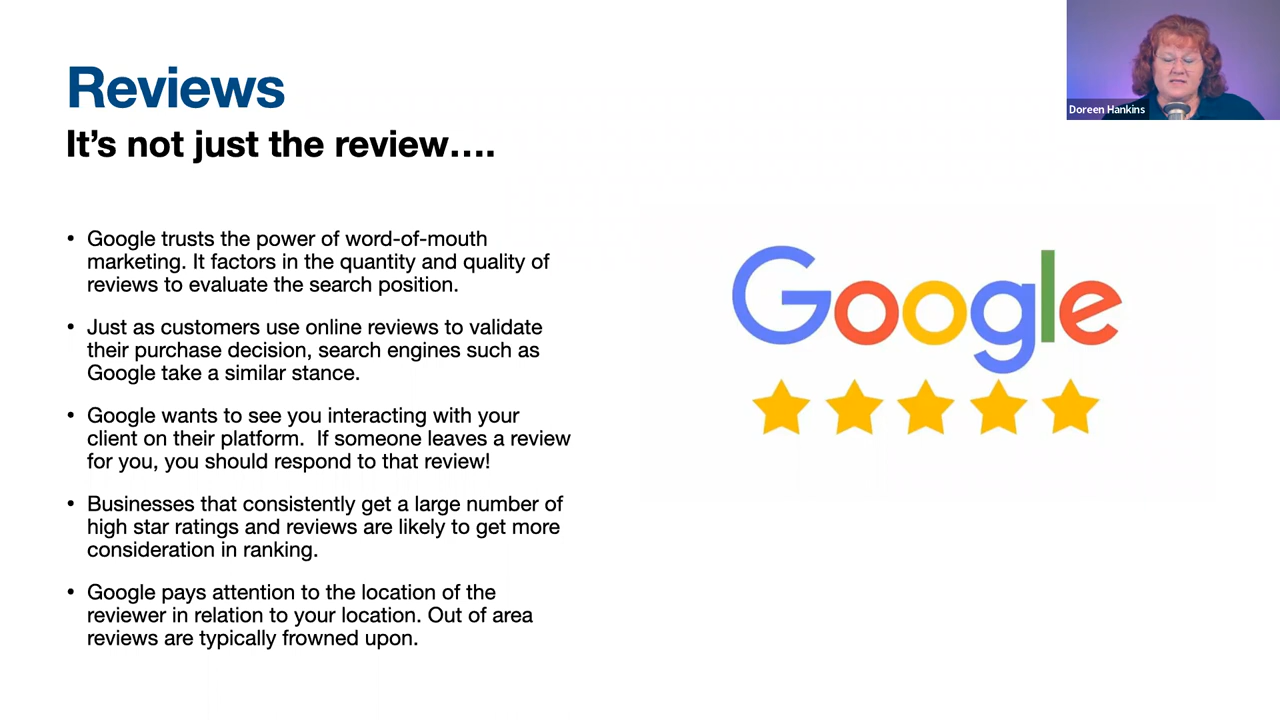 Reviews
It's not just the review….
• Google trusts the power of word-of-mouth
marketing. It factors in the quantity and quality of
reviews to evaluate the search position.
• Just as customers use online reviews to validate
their purchase decision, search engines such as
Google take a similar stance.
• Google wants to see you interacting with your
client on their platform.  If someone leaves a review
for you, you should respond to that review!
• Businesses that consistently get a large number of
high star ratings and reviews are likely to get more
consideration in ranking.
• Google pays attention to the location of the
reviewer in relation to your location. Out of area
reviews are typically frowned upon.
Google
Doreen Hankins